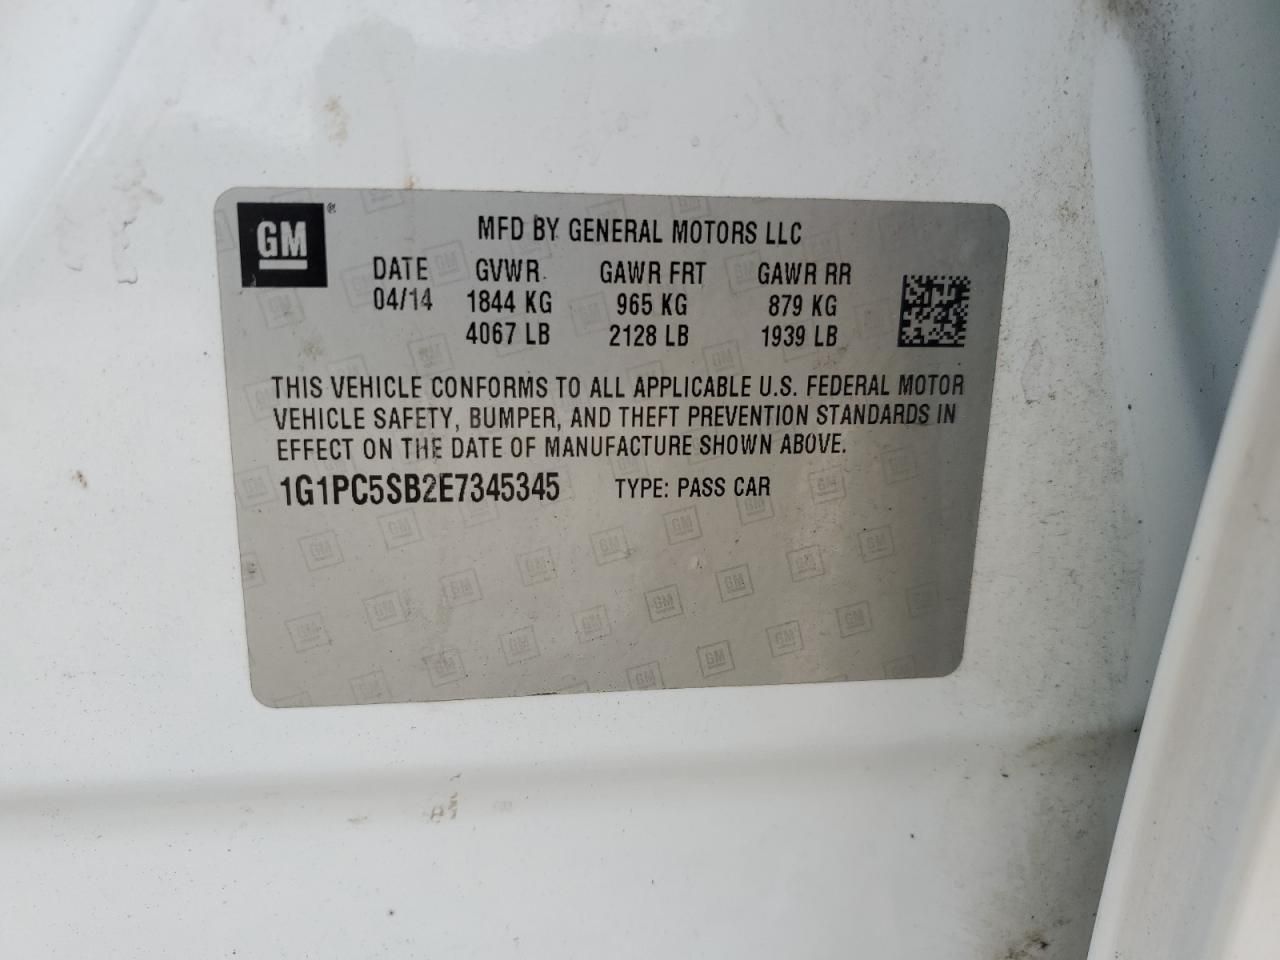 GM ®
MFD BY GENERAL MOTORS LLC
DATE GVWR GAWR FRT GAWR RR
04/14 1844 KG 965 KG 879 KG
4067 LB 2128 LB 1939 LB
THIS VEHICLE CONFORMS TO ALL APPLICABLE U.S. FEDERAL MOTOR
VEHICLE SAFETY, BUMPER, AND THEFT PREVENTION STANDARDS IN
EFFECT ON THE DATE OF MANUFACTURE SHOWN ABOVE.
1G1PC5SB2E7345345 TYPE: PASS CAR